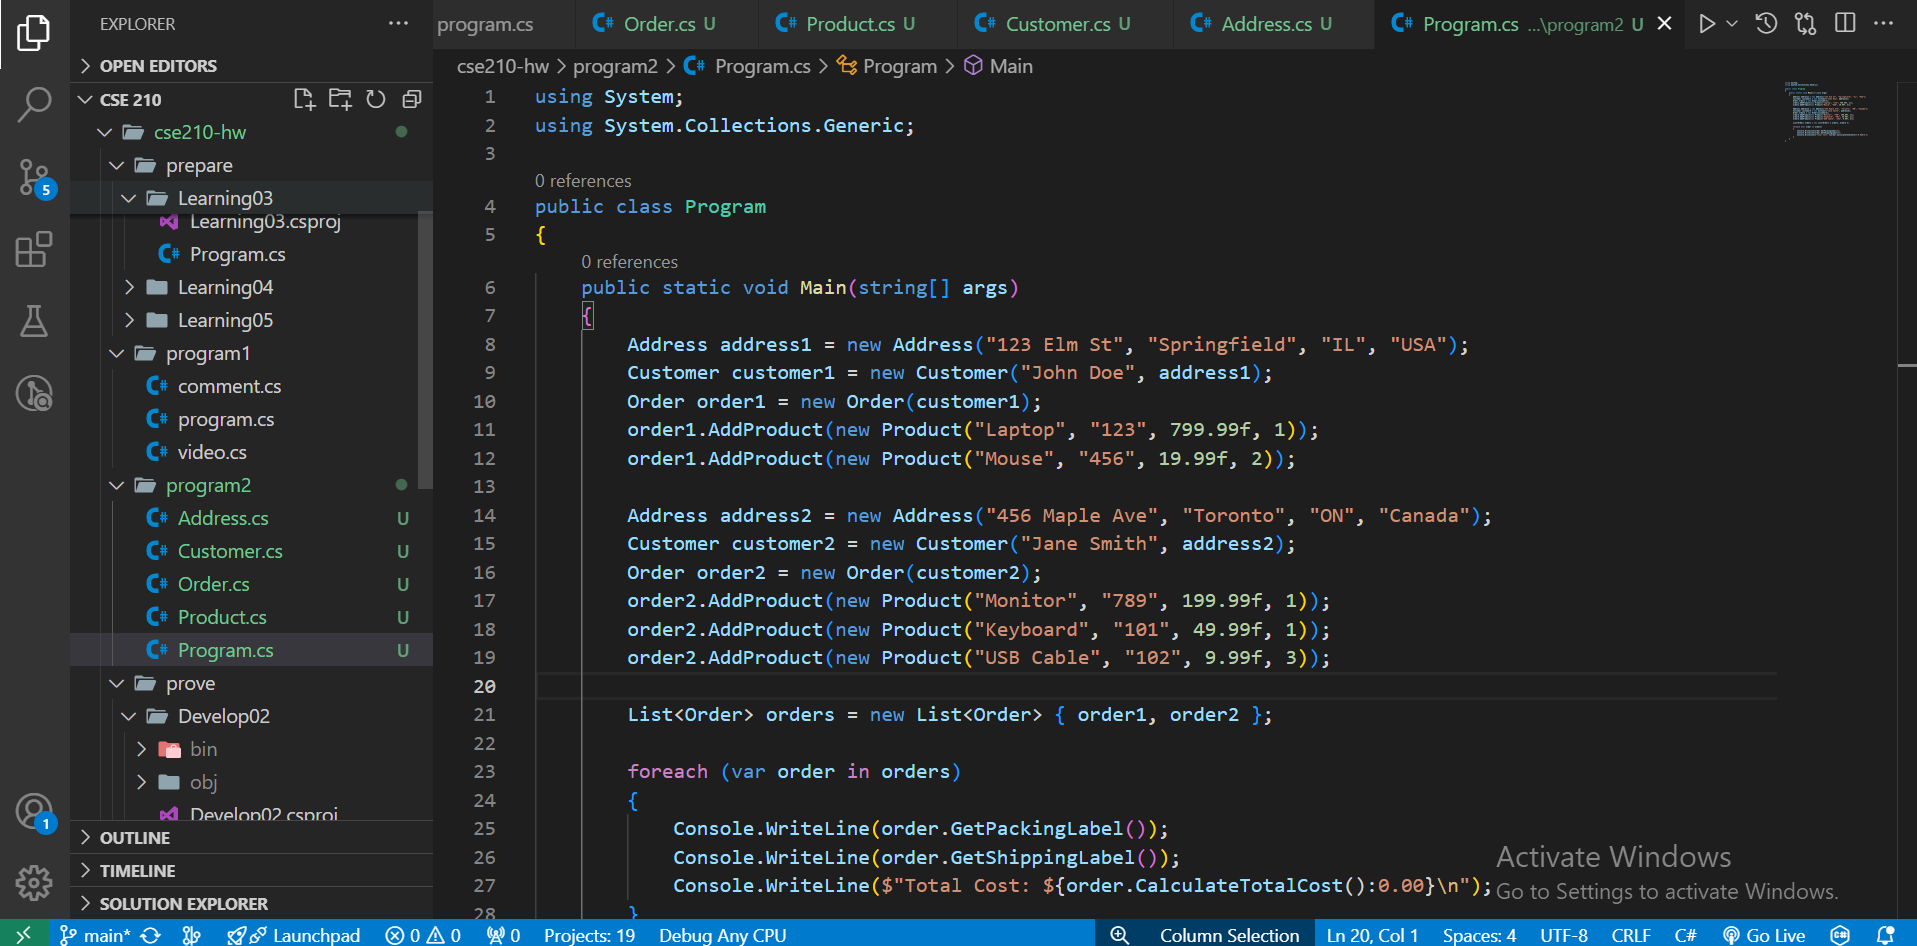 EXPLORER
OPEN EDITORS
CSE 210
cse210-hw
prepare
Learning03
Learning03.csproj
Program.cs
Learning04
Learning05
program1
comment.cs
program.cs
video.cs
program2
Address.cs U
Customer.cs U
Order.cs U
Product.cs U
Program.cs U
prove
Develop02
bin
obj
Develop02.csproj
OUTLINE
TIMELINE
SOLUTION EXPLORER
5
1
program.cs Order.cs U Product.cs U Customer.cs U Address.cs U Program.cs ...\program2 U
cse210-hw > program2 > Program.cs > Program > Main
1 using System;
2 using System.Collections.Generic;
3
0 references
4 public class Program
5 {
0 references
6 public static void Main(string[] args)
7 {
8 Address address1 = new Address("123 Elm St", "Springfield", "IL", "USA");
9 Customer customer1 = new Customer("John Doe", address1);
10 Order order1 = new Order(customer1);
11 order1.AddProduct(new Product("Laptop", "123", 799.99f, 1));
12 order1.AddProduct(new Product("Mouse", "456", 19.99f, 2));
13
14 Address address2 = new Address("456 Maple Ave", "Toronto", "ON", "Canada");
15 Customer customer2 = new Customer("Jane Smith", address2);
16 Order order2 = new Order(customer2);
17 order2.AddProduct(new Product("Monitor", "789", 199.99f, 1));
18 order2.AddProduct(new Product("Keyboard", "101", 49.99f, 1));
19 order2.AddProduct(new Product("USB Cable", "102", 9.99f, 3));
20
21 List<Order> orders = new List<Order> { order1, order2 };
22
23 foreach (var order in orders)
24 {
25 Console.WriteLine(order.GetPackingLabel());
26 Console.WriteLine(order.GetShippingLabel());
27 Console.WriteLine($"Total Cost: ${order.CalculateTotalCost():0.00}\n");
28 }
Activate Windows
Go to Settings to activate Windows.
main* Launchpad 0 0 0 Projects: 19 Debug Any CPU Column Selection Ln 20, Col 1 Spaces: 4 UTF-8 CRLF C# Go Live